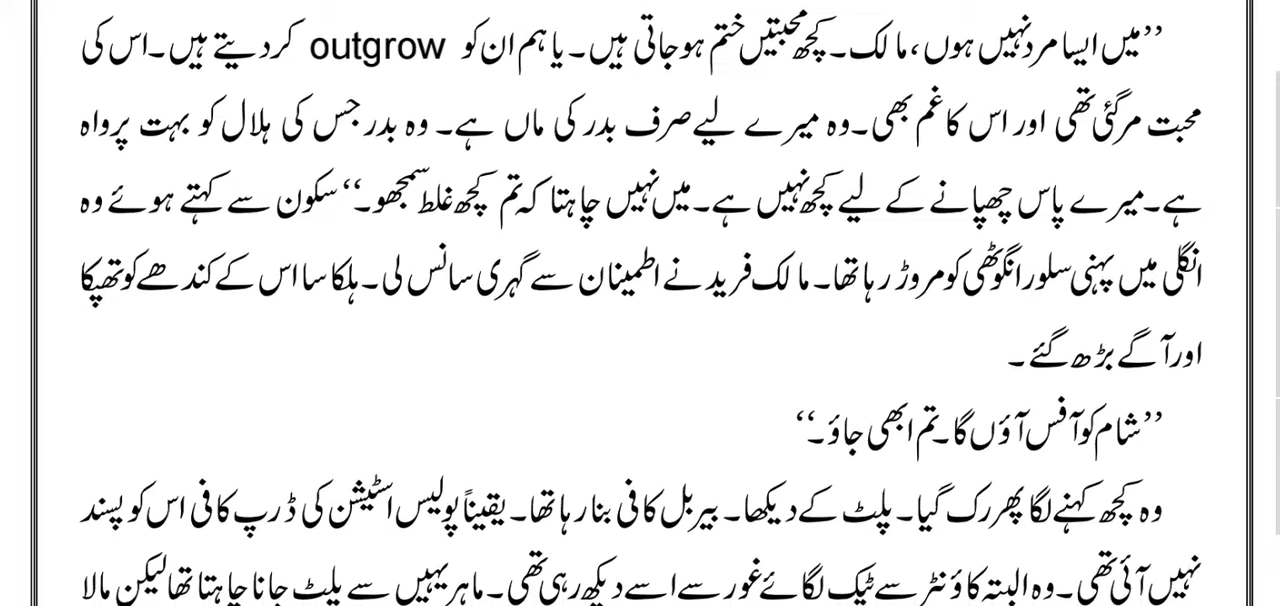 ’’میں ایسا مرد نہیں ہوں، مالک۔ کچھ محبتیں ختم ہوجاتی ہیں۔ یا ہم ان کو outgrow کردیتے ہیں۔ اس کی
محبت مرگئی تھی اور اس کا غم بھی۔ وہ میرے لیے صرف بدر کی ماں ہے۔ وہ بدر جس کی ہلال کو بہت پرواہ
ہے۔ میرے پاس چھپانے کے لیے کچھ نہیں ہے۔ میں نہیں چاہتا کہ تم کچھ غلط سمجھو۔‘‘ سکون سے کہتے ہوئے وہ
انگلی میں پہنی سلور انگوٹھی کو مروڑ رہا تھا۔ مالک فرید نے اطمینان سے گہری سانس لی۔ ہلکا سا اس کے کندھے کو تھپکا
اور آگے بڑھ گئے۔
’’شام کو آفس آؤں گا۔ تم ابھی جاؤ۔‘‘
وہ کچھ کہنے لگا پھر رک گیا۔ پلٹ کے دیکھا۔ بیربل کافی بنا رہا تھا۔ یقیناً پولیس اسٹیشن کی ڈرپ کافی اس کو پسند
نہیں آئی تھی۔ وہ البتہ کاؤنٹر سے ٹیک لگائے غور سے اسے دیکھ رہی تھی۔ ماہر یہیں سے پلٹ جانا چاہتا تھا لیکن مالا